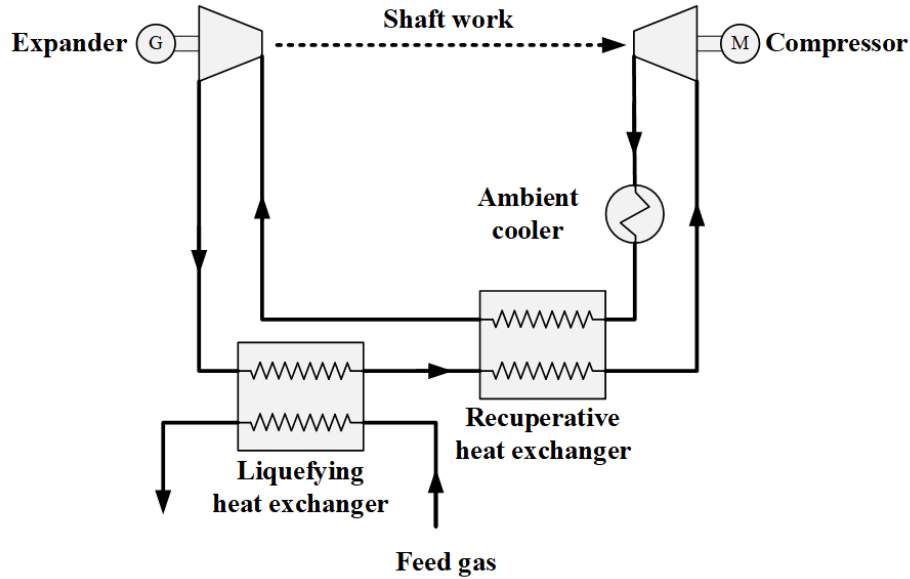 Shaft work
Expander
G
M
Compressor
Ambient
cooler
Recuperative
heat exchanger
Liquefying
heat exchanger
Feed gas